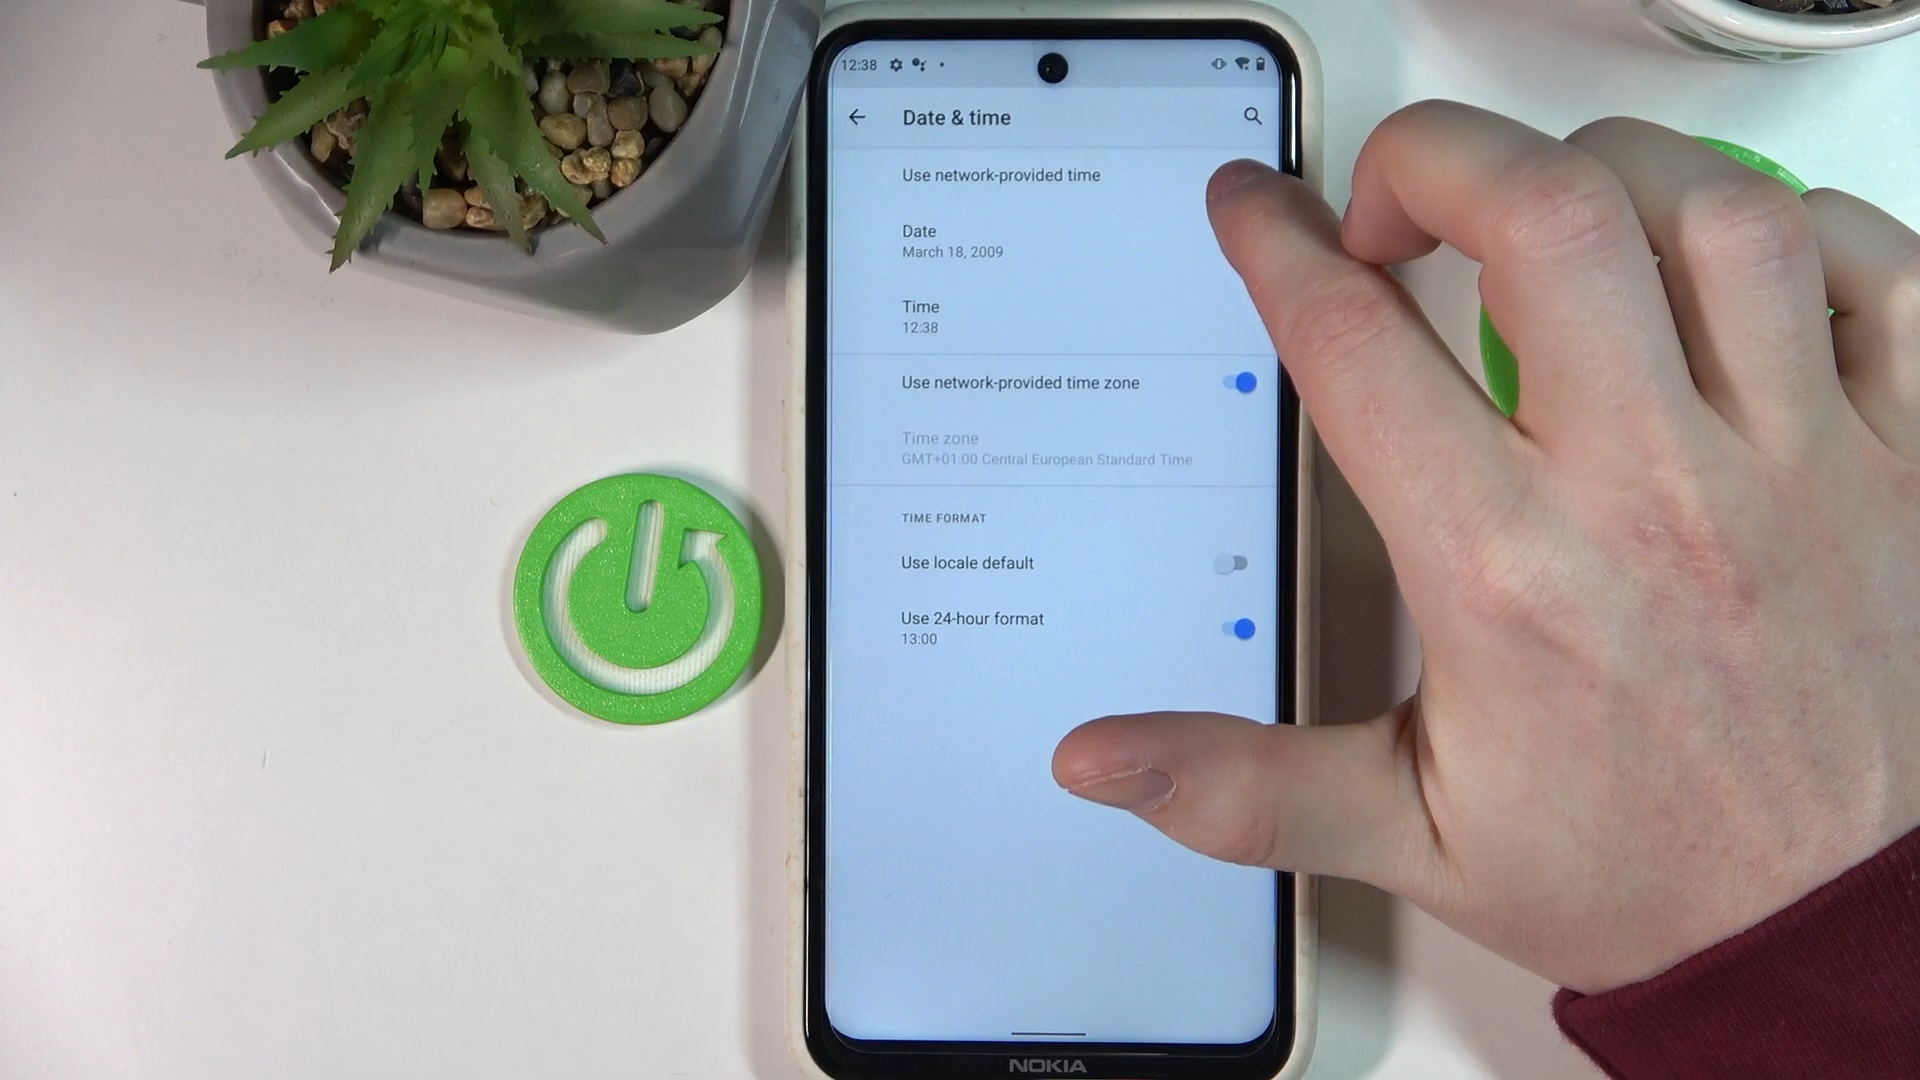 12:38
Date & time
Use network-provided time
Date
March 18, 2009
Time
12:38
Use network-provided time zone
Time zone
GMT+01:00 Central European Standard Time
TIME FORMAT
Use locale default
Use 24-hour format
13:00
NOKIA